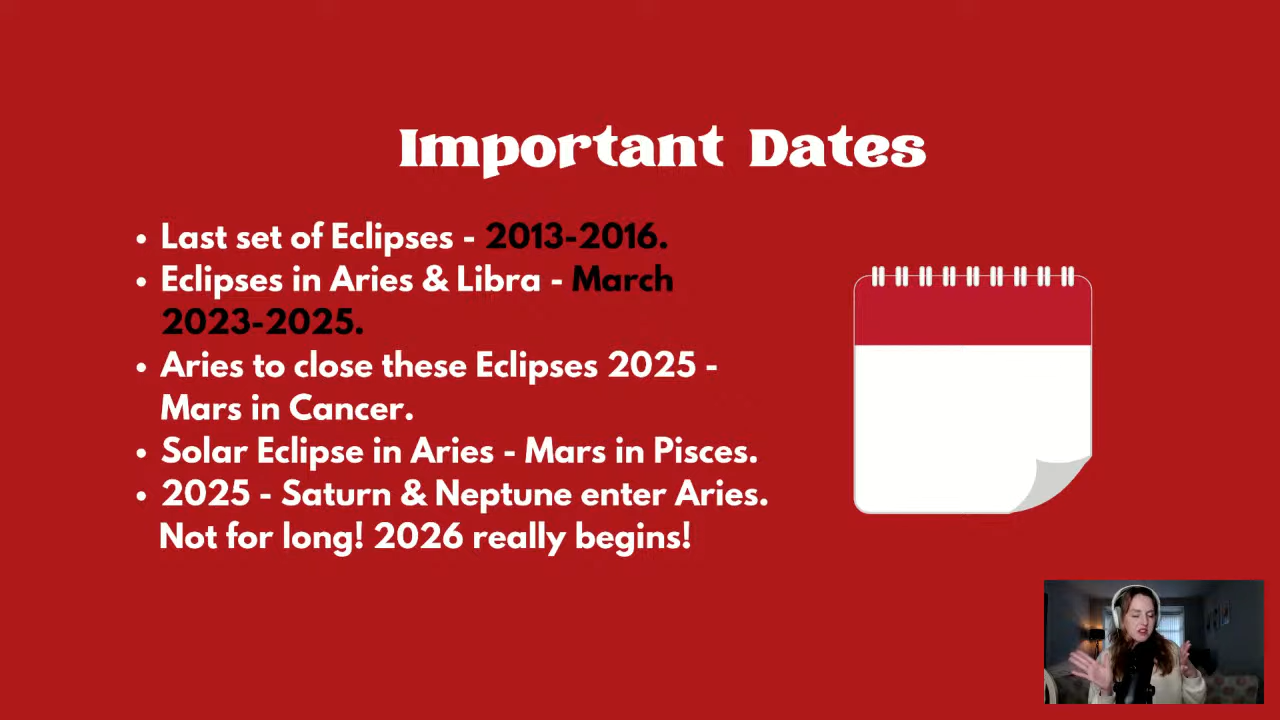 Important Dates
• Last set of Eclipses - 2013-2016.
• Eclipses in Aries & Libra - March
2023-2025.
• Aries to close these Eclipses 2025 -
Mars in Cancer.
• Solar Eclipse in Aries - Mars in Pisces.
• 2025 - Saturn & Neptune enter Aries.
Not for long! 2026 really begins!